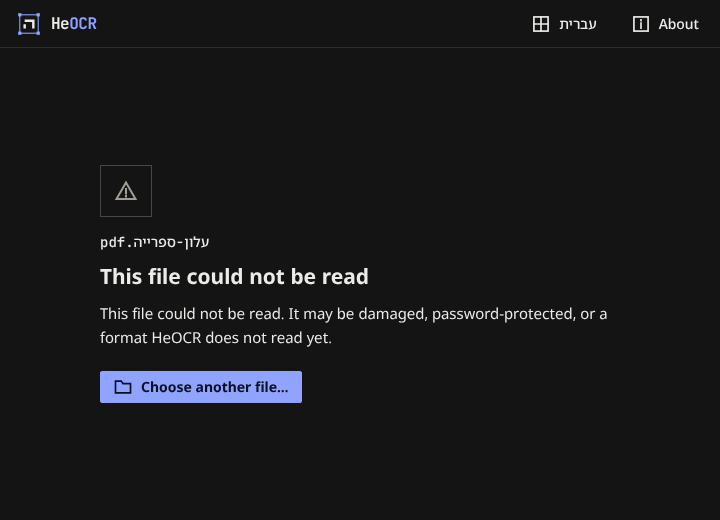 HeOCR
עברית
About
עלון-ספרייה.pdf
This file could not be read
This file could not be read. It may be damaged, password-protected, or a
format HeOCR does not read yet.
Choose another file...